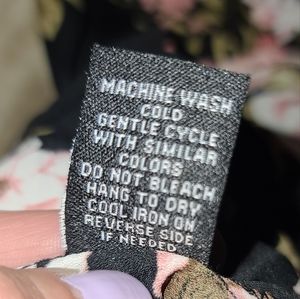 MACHINE WASH
COLD
GENTLE CYCLE
WITH SIMILAR
COLORS
DO NOT BLEACH
HANG TO DRY
COOL IRON ON
REVERSE SIDE
IF NEEDED